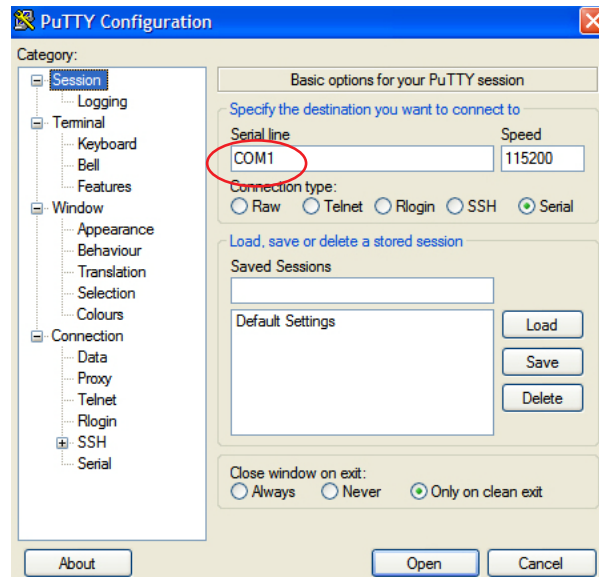 PuTTY Configuration
Category:
Session
Logging
Terminal
Keyboard
Bell
Features
Window
Appearance
Behaviour
Translation
Selection
Colours
Connection
Data
Proxy
Telnet
Rlogin
SSH
Serial
Basic options for your PuTTY session
Specify the destination you want to connect to
Serial line Speed
COM1 115200
Connection type:
Raw Telnet Rlogin SSH Serial
Load, save or delete a stored session
Saved Sessions
Default Settings
Load
Save
Delete
Close window on exit:
Always Never Only on clean exit
About Open Cancel